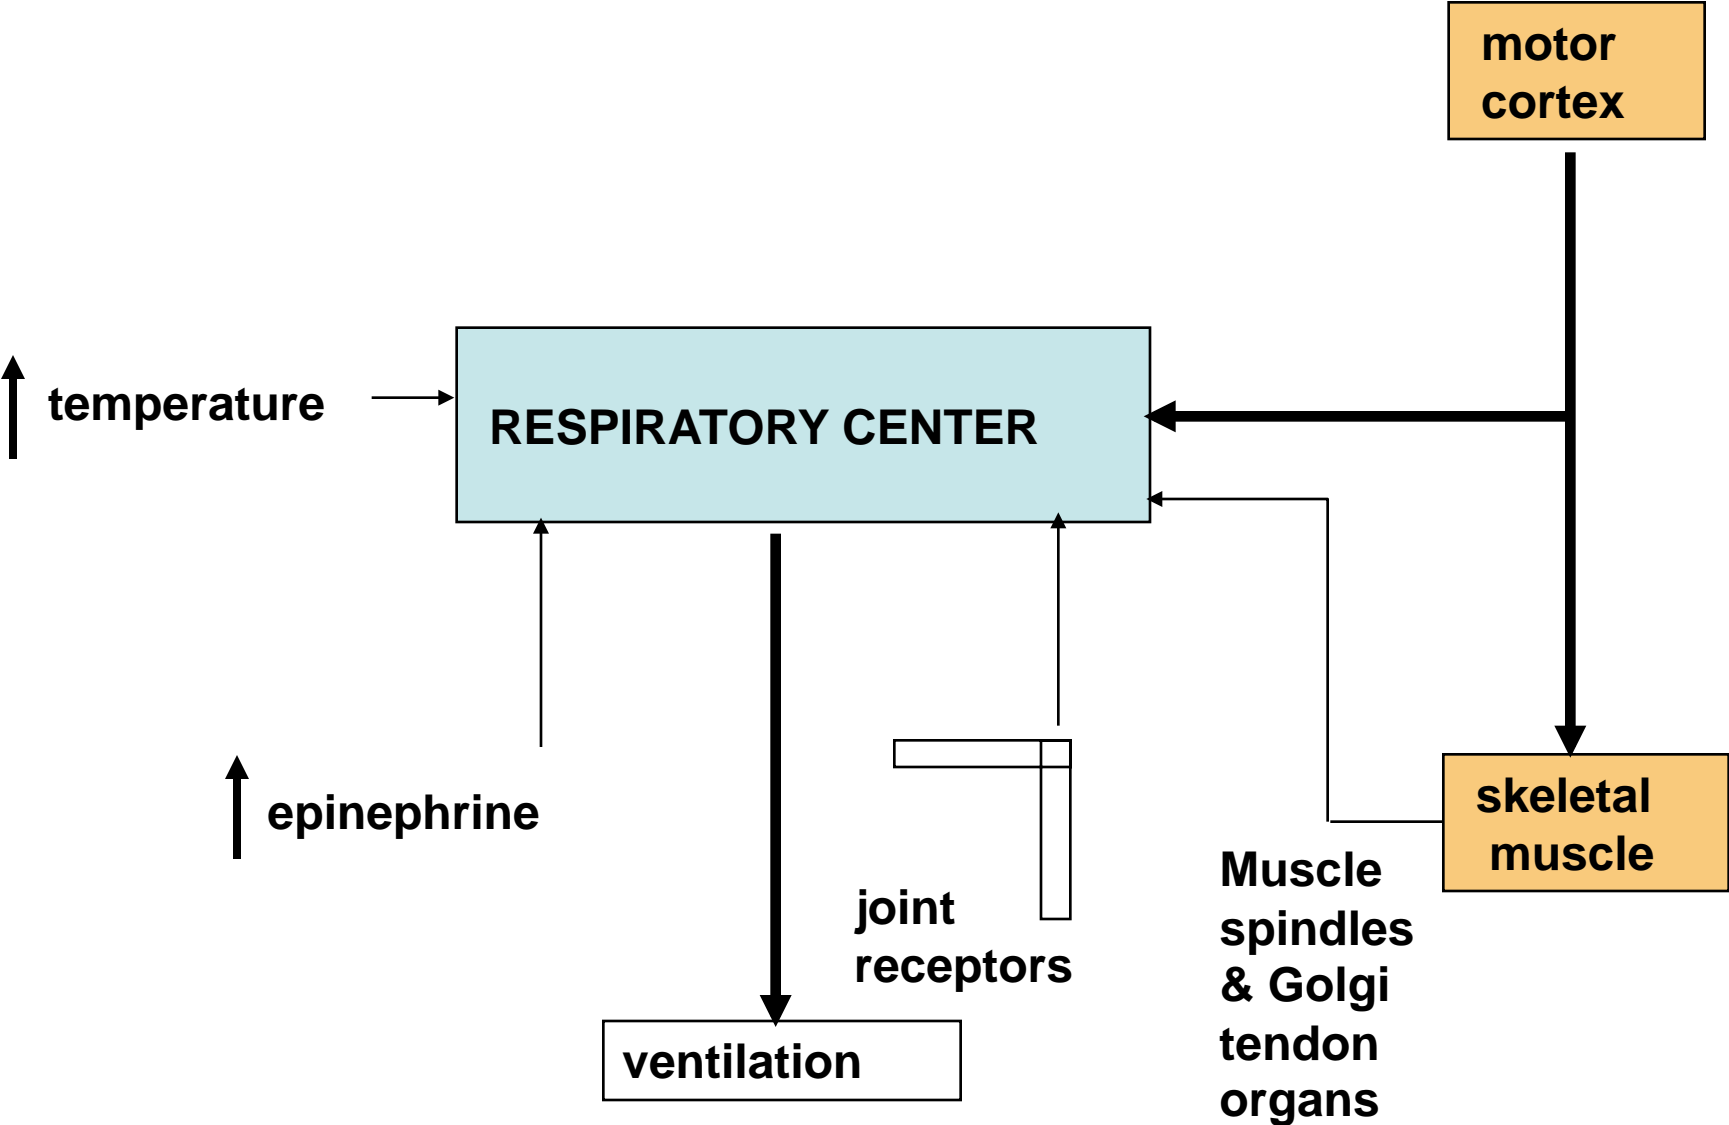 motor
cortex
temperature
RESPIRATORY CENTER
epinephrine
joint
receptors
skeletal
muscle
Muscle
spindles
& Golgi
tendon
organs
ventilation